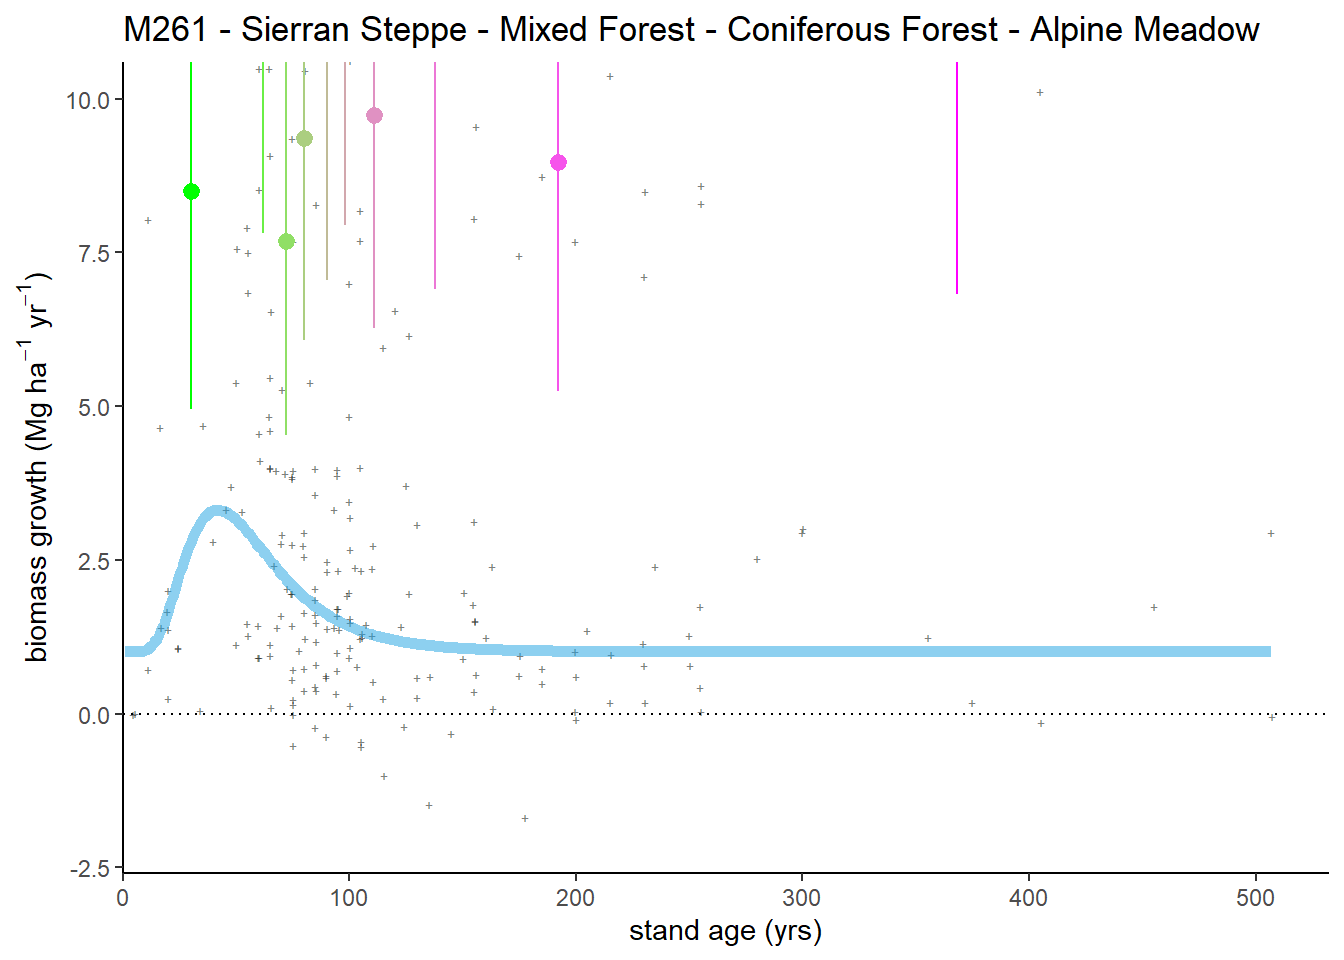 M261 - Sierran Steppe - Mixed Forest - Coniferous Forest - Alpine Meadow
biomass growth (Mg ha⁻¹ yr⁻¹)
10.0
7.5
5.0
2.5
0.0
-2.5
0 100 200 300 400 500
stand age (yrs)